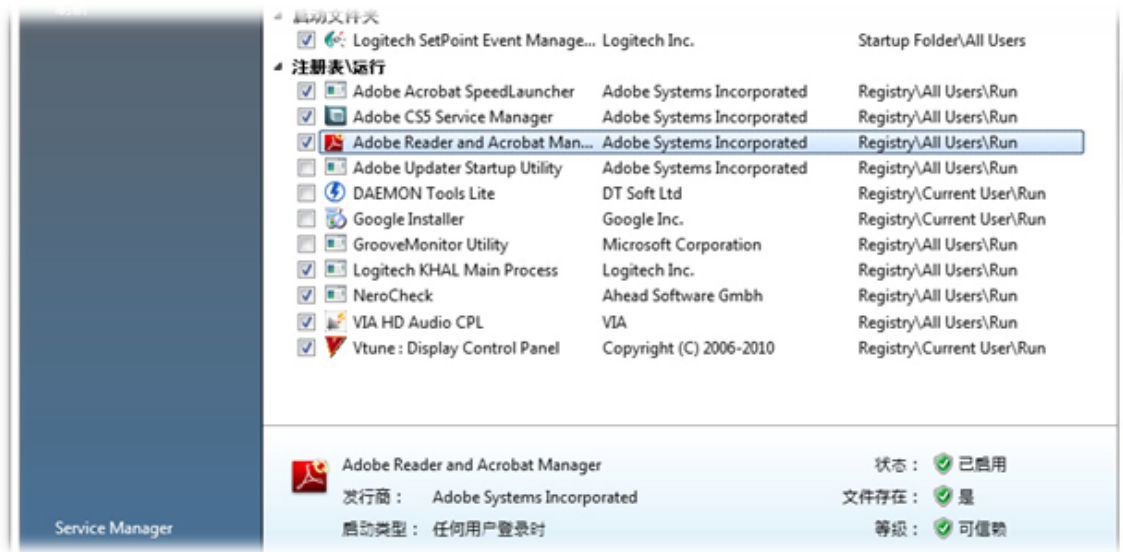 启动文件夹
Logitech SetPoint Event Manage... Logitech Inc. Startup Folder\All Users
注册表\运行
Adobe Acrobat SpeedLauncher Adobe Systems Incorporated Registry\All Users\Run
Adobe CS5 Service Manager Adobe Systems Incorporated Registry\All Users\Run
Adobe Reader and Acrobat Man... Adobe Systems Incorporated Registry\All Users\Run
Adobe Updater Startup Utility Adobe Systems Incorporated Registry\All Users\Run
DAEMON Tools Lite DT Soft Ltd Registry\Current User\Run
Google Installer Google Inc. Registry\Current User\Run
GrooveMonitor Utility Microsoft Corporation Registry\All Users\Run
Logitech KHAL Main Process Logitech Inc. Registry\All Users\Run
NeroCheck Ahead Software Gmbh Registry\All Users\Run
VIA HD Audio CPL VIA Registry\All Users\Run
Vtune : Display Control Panel Copyright (C) 2006-2010 Registry\Current User\Run
Adobe Reader and Acrobat Manager 状态： 已启用
发行商： Adobe Systems Incorporated 文件存在： 是
Service Manager 启动类型： 任何用户登录时 等级： 可信赖